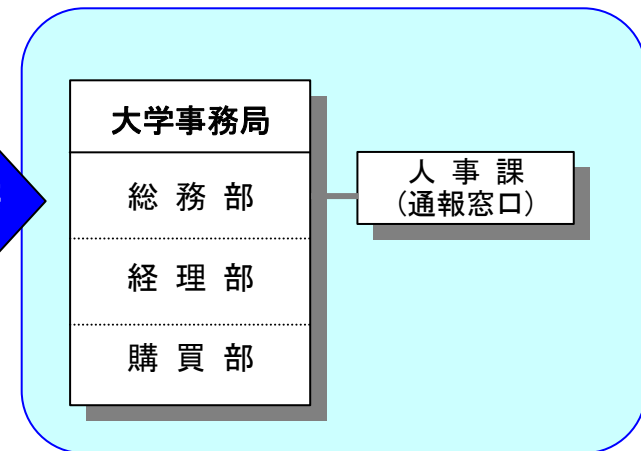 大学事務局
総 務 部
人 事 課
(通報窓口)
経 理 部
購 買 部